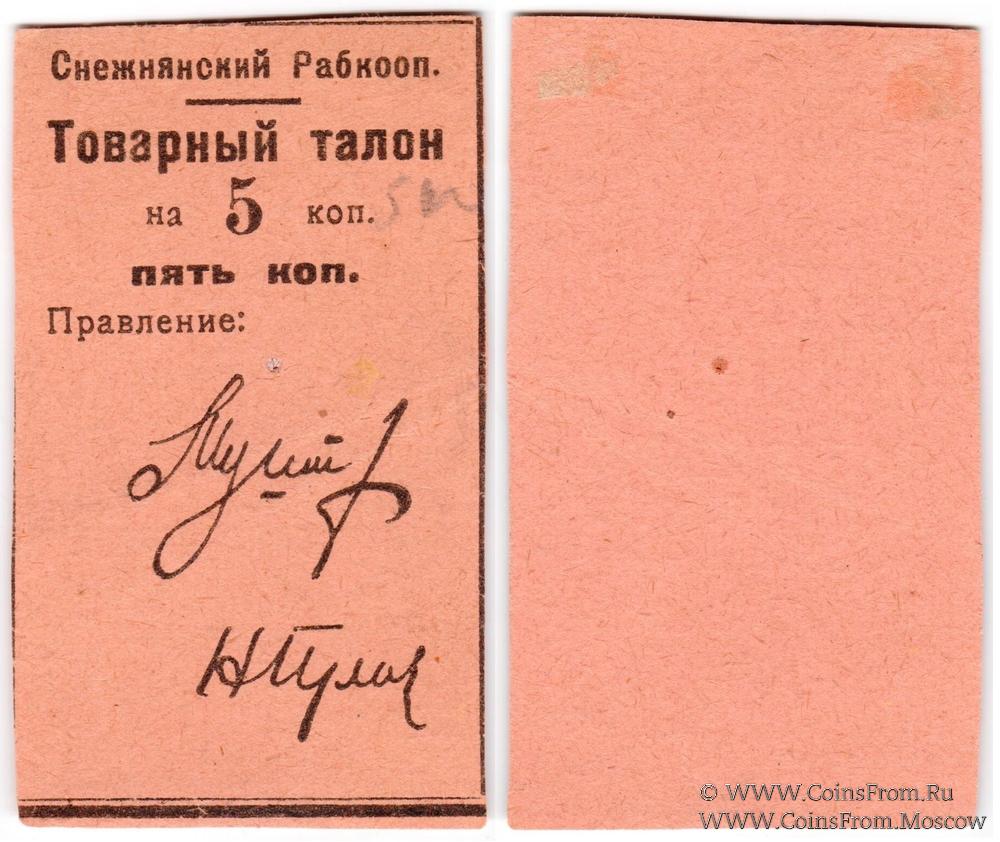 Снежнянский Рабкооп.
Товарный талон
на 5 коп.
пять коп.
Правление:
© WWW.CoinsFrom.Ru
WWW.CoinsFrom.Moscow